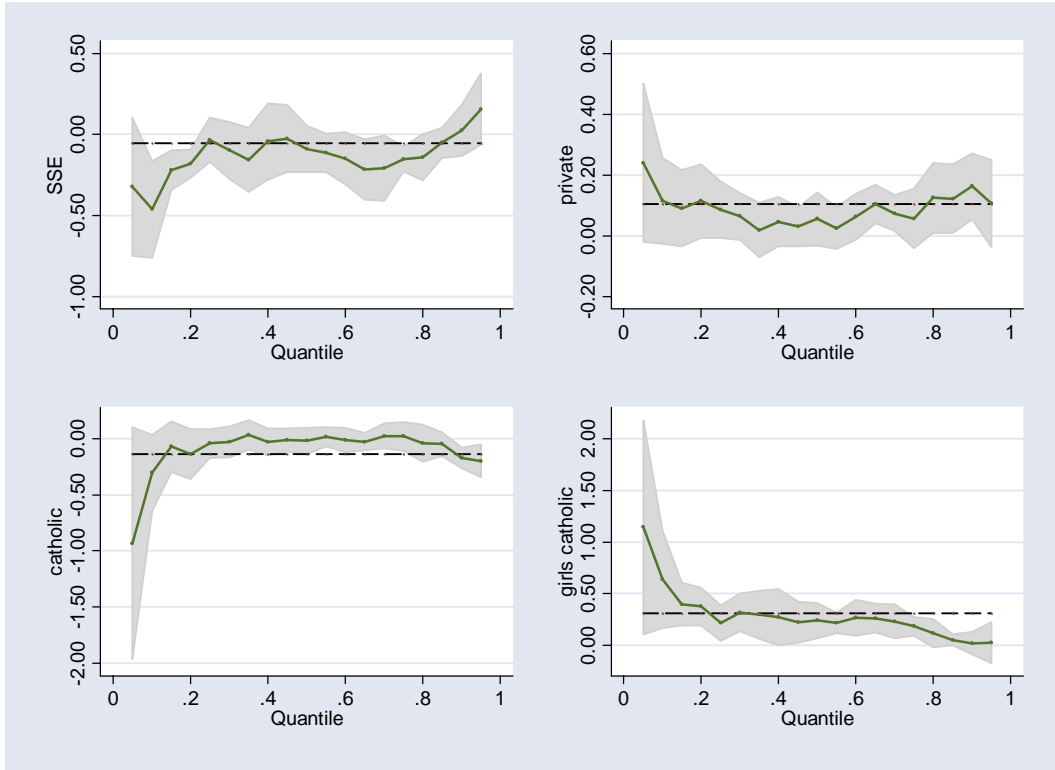 0.50
0.00
-0.50
-1.00
SSE
0 .2 .4 .6 .8 1
Quantile
0.60
0.40
0.20
0.00
-0.20
private
0 .2 .4 .6 .8 1
Quantile
0.00
-0.50
-1.00
-1.50
-2.00
catholic
0 .2 .4 .6 .8 1
Quantile
2.00
1.50
1.00
0.50
0.00
girls catholic
0 .2 .4 .6 .8 1
Quantile